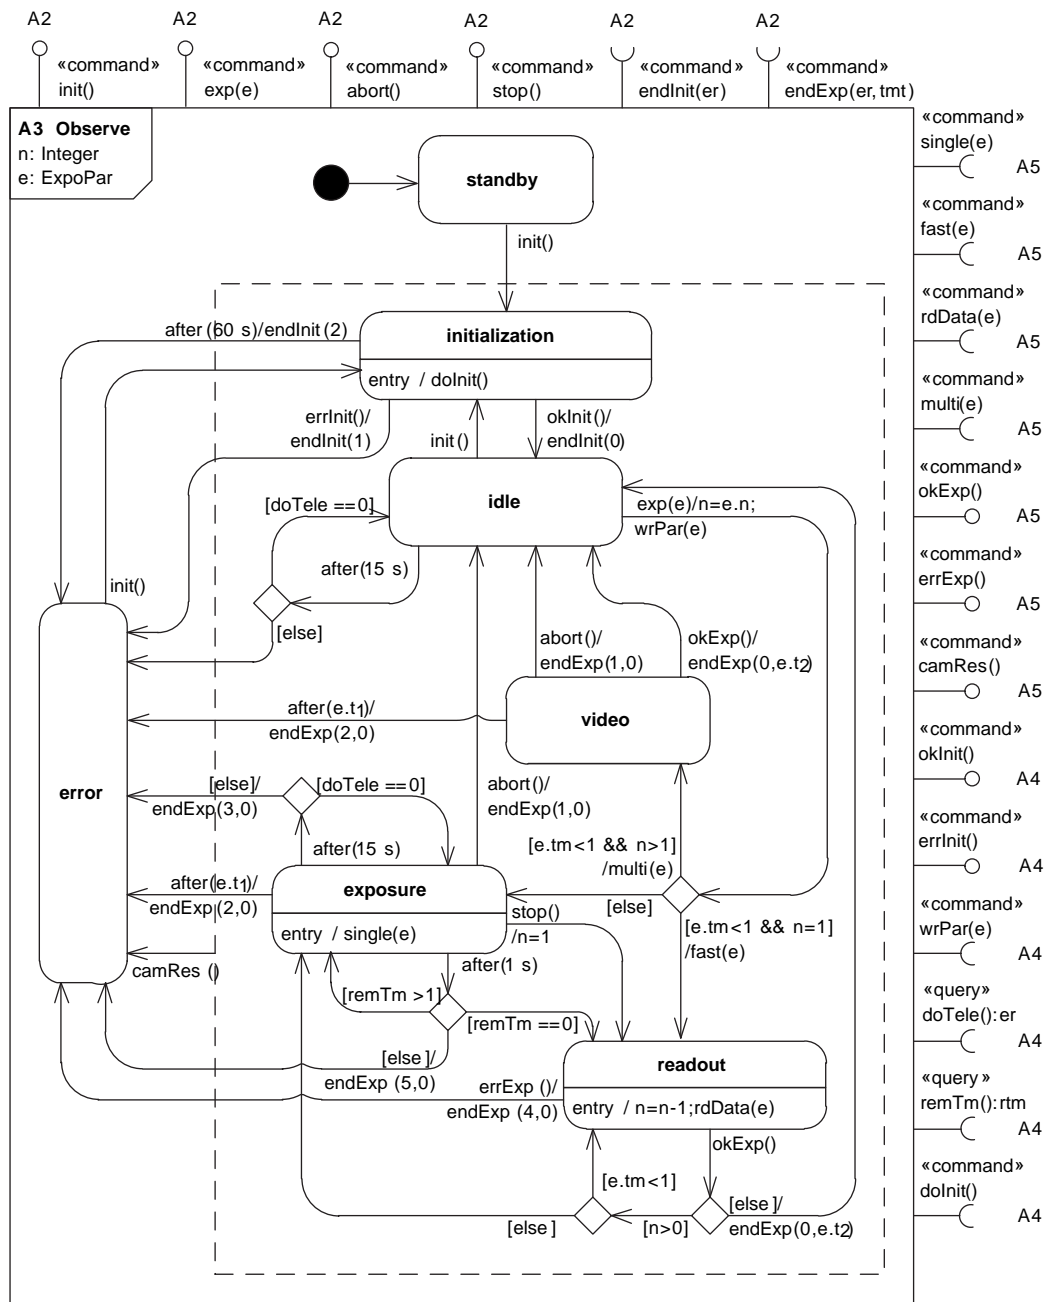 A2
A2
A2
A2
A2
A2
«command»
init()
«command»
exp(e)
«command»
abort()
«command»
stop()
«command»
endInit(er)
«command»
endExp(er,tmt)
A3 Observe
n: Integer
e: ExpoPar
«command»
single(e)
A5
standby
«command»
fast(e)
A5
init()
«command»
rdData(e)
A5
after(60 s)/endInit(2)
initialization
entry / doInit()
«command»
multi(e)
A5
errInit()/
endInit(1)
init()
okInit()/
endInit(0)
«command»
okExp()
A5
[doTele ==0]
idle
exp(e)/n=e.n;
wrPar(e)
after(15 s)
«command»
errExp()
A5
init()
[else]
abort()/
endExp(1,0)
okExp()/
endExp(0,e.t2)
«command»
camRes()
A5
after(e.t1)/
endExp(2,0)
video
«command»
okInit()
A4
error
[else]/
endExp(3,0)
[doTele ==0]
abort()/
endExp(1,0)
after(15 s)
[e.tm<1 && n>1]
/multi(e)
«command»
errInit()
A4
after(e.t1)/
endExp(2,0)
exposure
entry / single(e)
stop()
/n=1
[else]
[e.tm<1 && n=1]
/fast(e)
«command»
wrPar(e)
A4
camRes ()
after(1 s)
[remTm >1]
[remTm ==0]
«query»
doTele():er
A4
[else]/
endExp (5,0)
errExp ()/
endExp (4,0)
readout
entry / n=n-1;rdData(e)
«query»
remTm():rtm
A4
okExp()
[e.tm<1]
[else]
[n>0]
[else]/
endExp(0,e.t2)
«command»
doInit()
A4